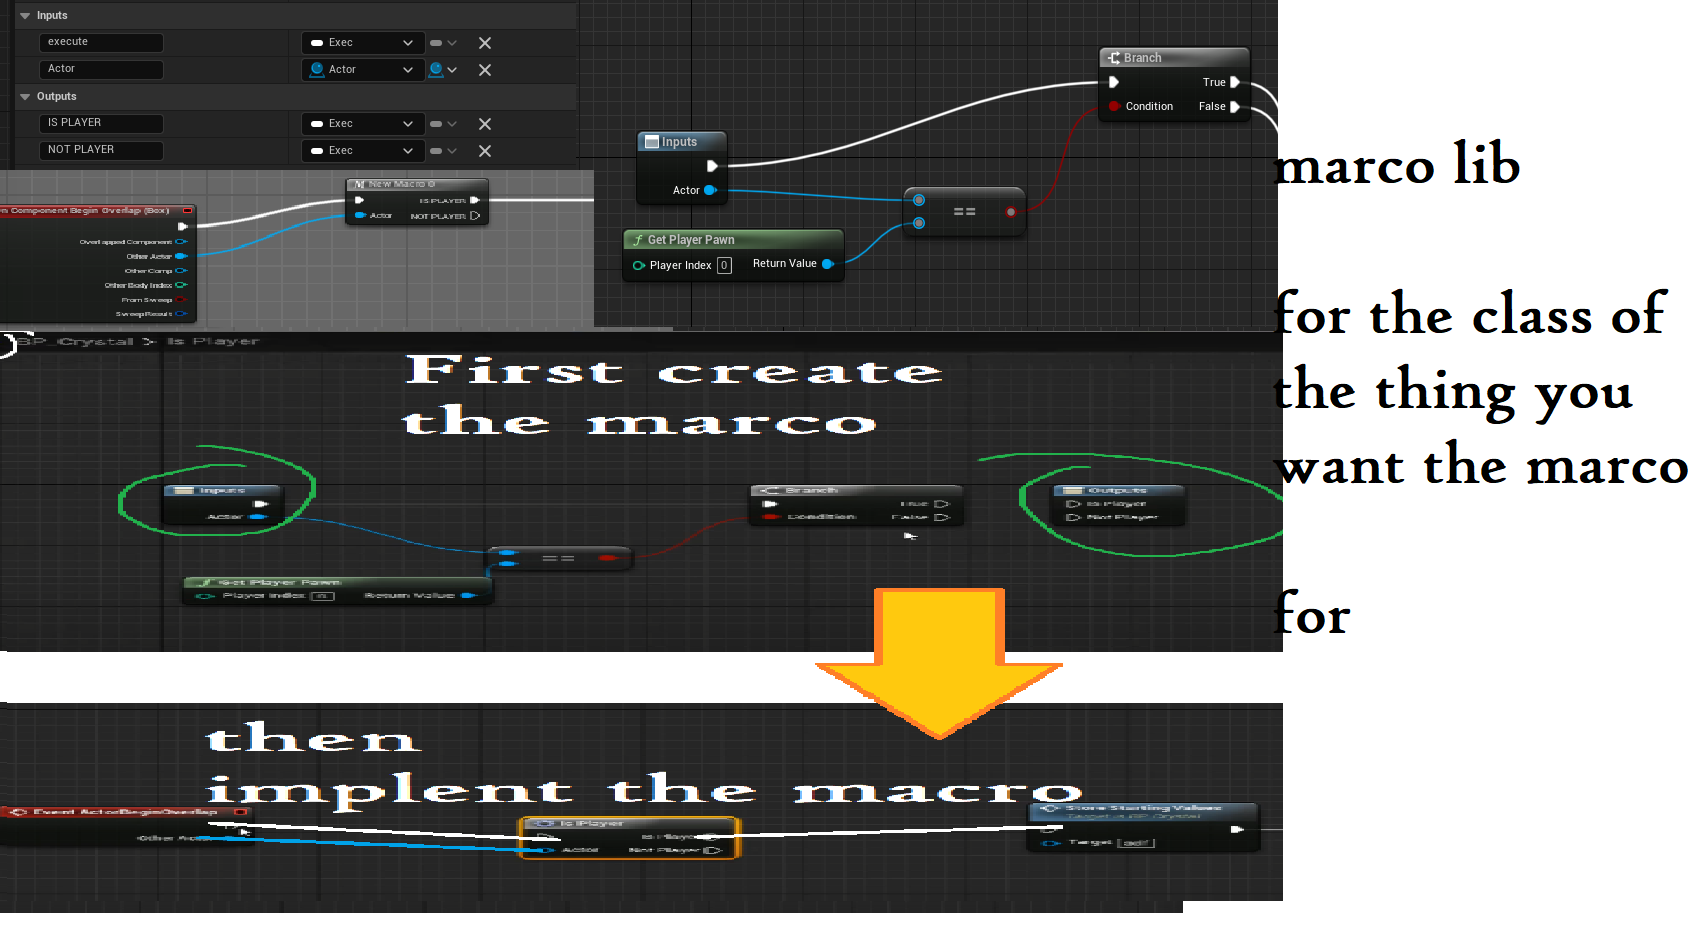 Inputs
execute
Exec
Actor
Actor
Outputs
IS PLAYER
Exec
NOT PLAYER
Exec
n Component Begin Overlap (Box)
Overlapped Component
Other Actor
Other Comp
Other Body Index
From Sweep
Sweep Result
New Macro 0
IS PLAYER
Actor
NOT PLAYER
Inputs
Actor
Get Player Pawn
Player Index 0
Return Value
==
Branch
True
Condition
False
marco lib
for the class of
the thing you
want the marco
for
BP_Crystal > Is Player
First create
the marco
Inputs
Actor
Get Player Pawn
Player Index 0
Return Value
==
Branch
True
Condition
False
Outputs
Is Player
Not Player
then
implent the macro
Event ActorBeginOverlap
Other Actor
Is Player
Is Player
Actor
Not Player
Store Starting Values
Target is BP Crystal
Target [self]